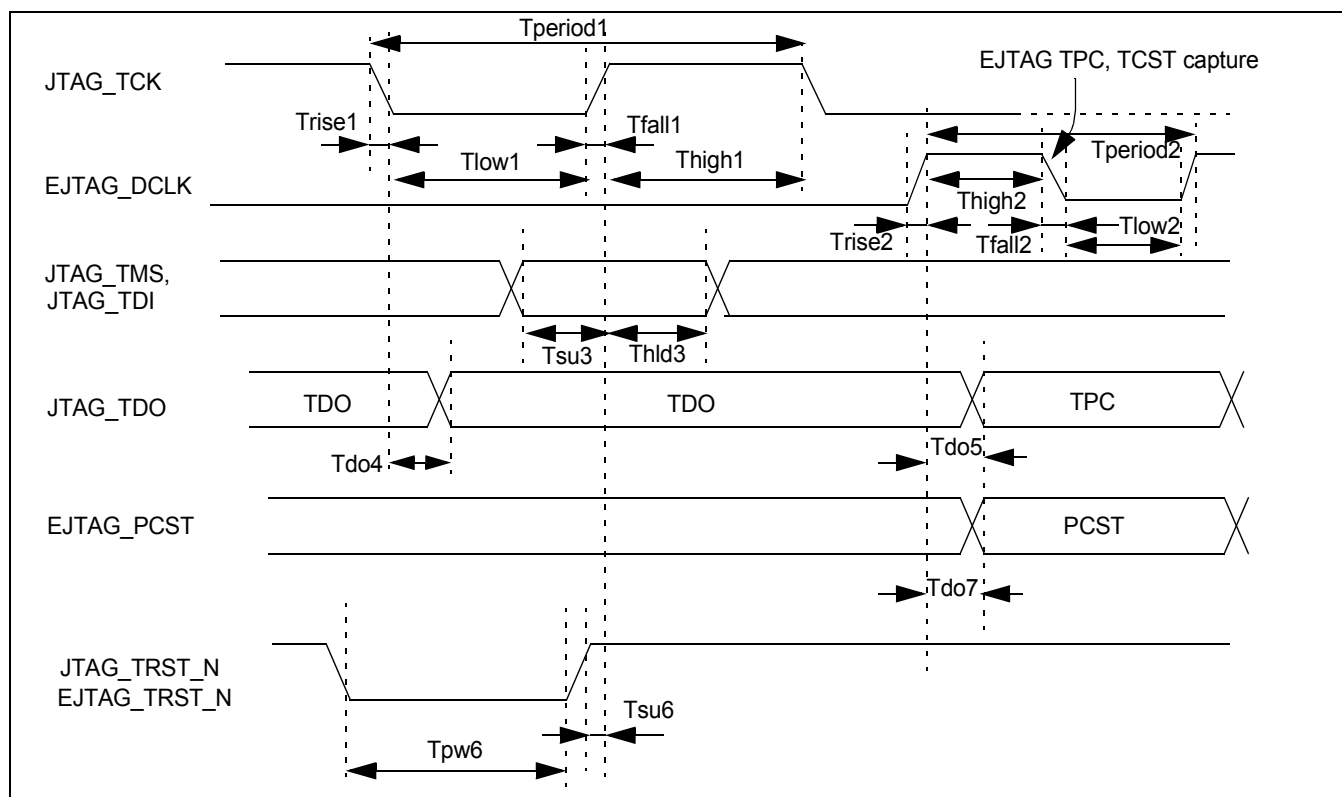 Tperiod1
JTAG_TCK
EJTAG TPC, TCST capture
Trise1
Tfall1
Tlow1
Thigh1
Tperiod2
EJTAG_DCLK
Thigh2
Trise2
Tfall2
Tlow2
JTAG_TMS,
JTAG_TDI
Tsu3
Thld3
JTAG_TDO
TDO
TDO
TPC
Tdo4
Tdo5
EJTAG_PCST
PCST
Tdo7
JTAG_TRST_N
EJTAG_TRST_N
Tsu6
Tpw6